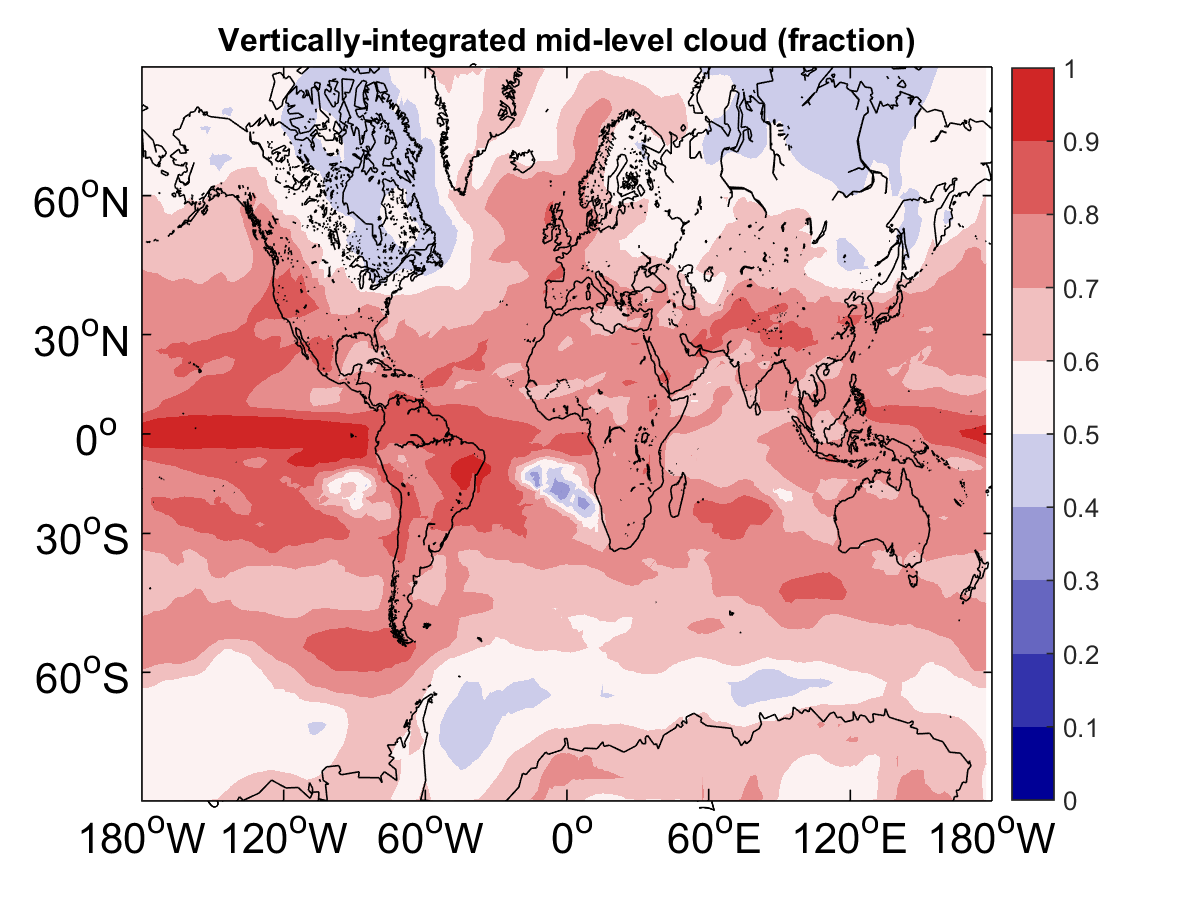 Vertically-integrated mid-level cloud (fraction)
60°N
30°N
0°
30°S
60°S
180°W 120°W 60°W 0° 60°E 120°E 180°W
1
0.9
0.8
0.7
0.6
0.5
0.4
0.3
0.2
0.1
0